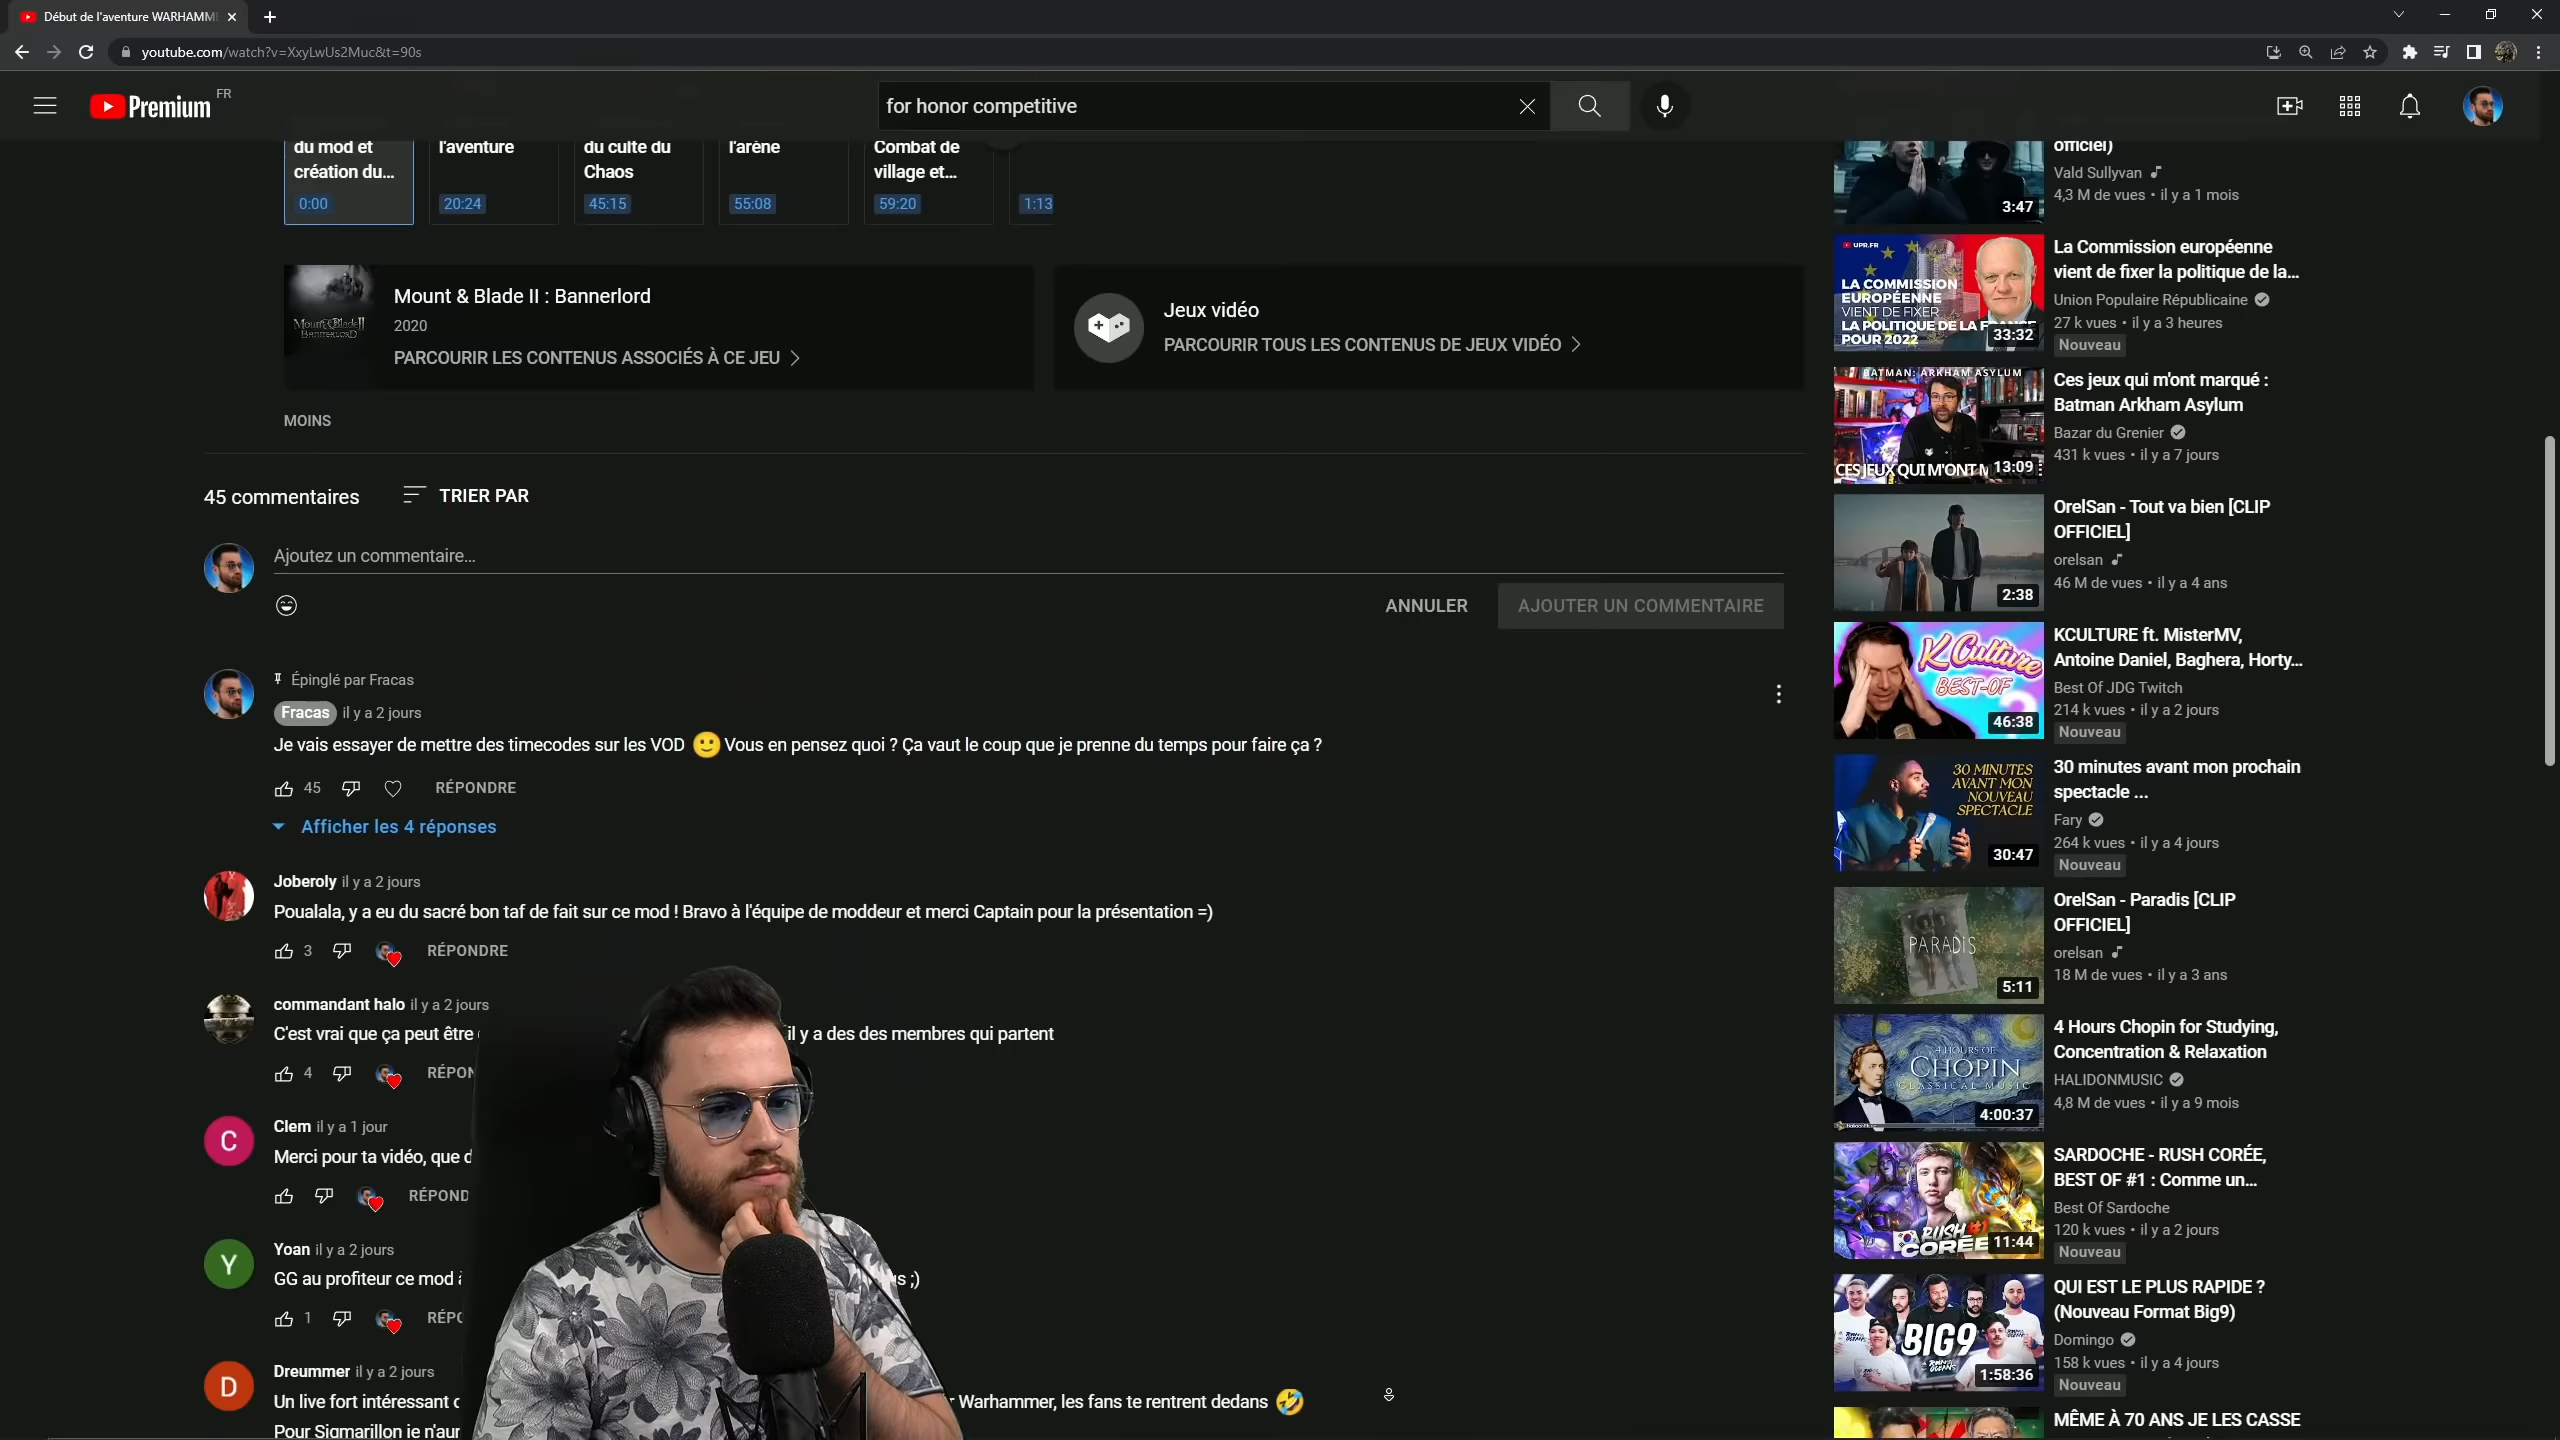 Début de l'aventure WARHAMM
youtube.com/watch?v=XxyLwUs2Muc&t=90s
Premium
FR
for honor competitive
du mod et
création du...
0:00
l'aventure
20:24
du culte du
Chaos
45:15
l'arène
55:08
Combat de
village et...
59:20
1:13
Mount & Blade II : Bannerlord
2020
PARCOURIR LES CONTENUS ASSOCIÉS À CE JEU
Mount&Blade II
BANNERLORD
Jeux vidéo
PARCOURIR TOUS LES CONTENUS DE JEUX VIDÉO
MOINS
45 commentaires
TRIER PAR
Ajoutez un commentaire...
ANNULER
AJOUTER UN COMMENTAIRE
Épinglé par Fracas
Fracas il y a 2 jours
Je vais essayer de mettre des timecodes sur les VOD 🙂 Vous en pensez quoi ? Ça vaut le coup que je prenne du temps pour faire ça ?
45
RÉPONDRE
Afficher les 4 réponses
Joberoly il y a 2 jours
Poualala, y a eu du sacré bon taf de fait sur ce mod ! Bravo à l'équipe de moddeur et merci Captain pour la présentation =)
3
RÉPONDRE
commandant halo il y a 2 jours
C'est vrai que ça peut être il y a des des membres qui partent
4
RÉPON
C
Clem il y a 1 jour
Merci pour ta vidéo, que d
RÉPOND
Y
Yoan il y a 2 jours
GG au profiteur ce mod s ;)
1
RÉPO
D
Dreummer il y a 2 jours
Un live fort intéressant r Warhammer, les fans te rentrent dedans 🤣
Pour Sigmarillon je n'aur
officiel)
Vald Sullyvan
4,3 M de vues • il y a 1 mois
3:47
UPR.FR
LA COMMISSION
EUROPÉENNE
VIENT DE FIXER
LA POLITIQUE DE LA FRANCE
POUR 2022
33:32
La Commission européenne
vient de fixer la politique de la...
Union Populaire Républicaine
27 k vues • il y a 3 heures
Nouveau
BATMAN: ARKHAM ASYLUM
CES JEUX QUI M'ONT M
13:09
Ces jeux qui m'ont marqué :
Batman Arkham Asylum
Bazar du Grenier
431 k vues • il y a 7 jours
2:38
OrelSan - Tout va bien [CLIP
OFFICIEL]
orelsan
46 M de vues • il y a 4 ans
K Culture
BEST-OF
46:38
KCULTURE ft. MisterMV,
Antoine Daniel, Baghera, Horty...
Best Of JDG Twitch
214 k vues • il y a 2 jours
Nouveau
30 MINUTES
AVANT MON
NOUVEAU
SPECTACLE
30:47
30 minutes avant mon prochain
spectacle ...
Fary
264 k vues • il y a 4 jours
Nouveau
PARADIS
5:11
OrelSan - Paradis [CLIP
OFFICIEL]
orelsan
18 M de vues • il y a 3 ans
4 HOURS OF
CHOPIN
CLASSICAL MUSIC
4:00:37
4 Hours Chopin for Studying,
Concentration & Relaxation
HALIDONMUSIC
4,8 M de vues • il y a 9 mois
RUSH #1
CORÉE
11:44
SARDOCHE - RUSH CORÉE,
BEST OF #1 : Comme un...
Best Of Sardoche
120 k vues • il y a 2 jours
Nouveau
BIG9
1:58:36
QUI EST LE PLUS RAPIDE ?
(Nouveau Format Big9)
Domingo
158 k vues • il y a 4 jours
Nouveau
MÊME À 70 ANS JE LES CASSE